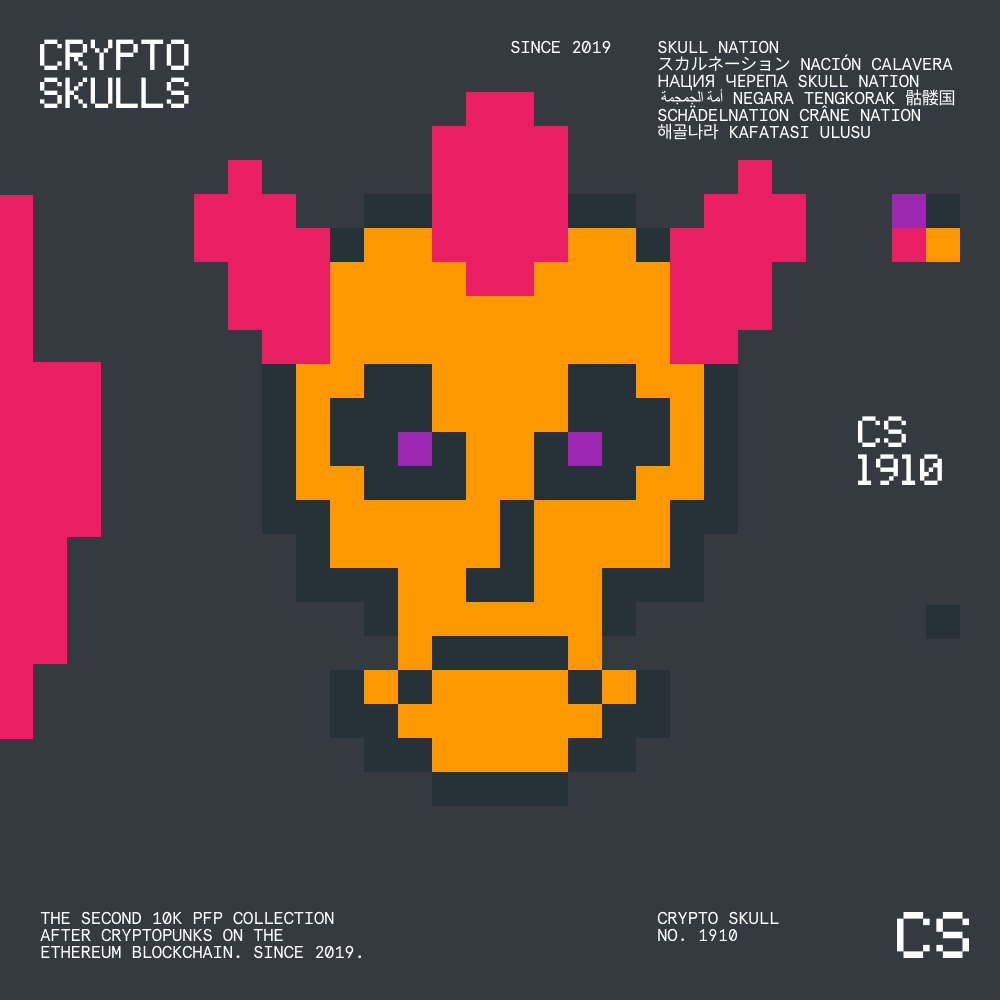 CRYPTO
SKULLS
SINCE 2019
SKULL NATION
スカルネーション NACIÓN CALAVERA
НАЦИЯ ЧЕРЕПА SKULL NATION
أمة الجمجمة NEGARA TENGKORAK 骷髅国
SCHÄDELNATION CRÂNE NATION
해골나라 KAFATASI ULUSU
CS
1910
THE SECOND 10K PFP COLLECTION
AFTER CRYPTOPUNKS ON THE
ETHEREUM BLOCKCHAIN. SINCE 2019.
CRYPTO SKULL
NO. 1910
CS